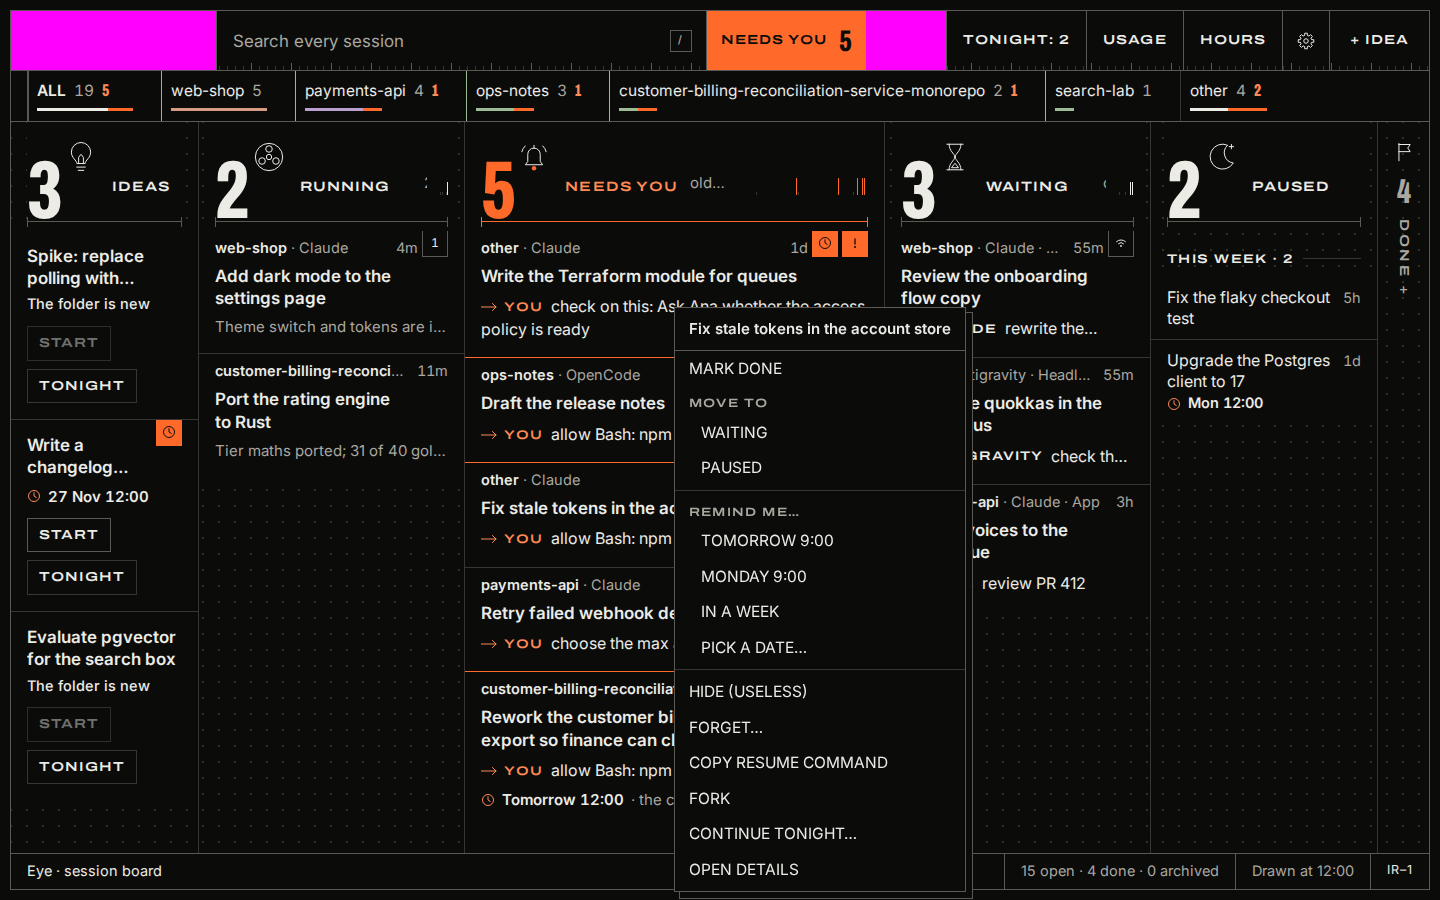 Search every session
/
NEEDS YOU 5
TONIGHT: 2
USAGE
HOURS
+ IDEA
ALL 19 5
web-shop 5
payments-api 4 1
ops-notes 3 1
customer-billing-reconciliation-service-monorepo 2 1
search-lab 1
other 4 2
3 IDEAS
Spike: replace
polling with...
The folder is new
START
TONIGHT
Write a
changelog...
27 Nov 12:00
START
TONIGHT
Evaluate pgvector
for the search box
The folder is new
START
TONIGHT
2 RUNNING
web-shop · Claude 4m 1
Add dark mode to the
settings page
Theme switch and tokens are i...
customer-billing-reconci... 11m
Port the rating engine
to Rust
Tier maths ported; 31 of 40 gol...
5 NEEDS YOU old...
other · Claude 1d !
Write the Terraform module for queues
→ YOU check on this: Ask Ana whether the access
policy is ready
ops-notes · OpenCode
Draft the release notes
→ YOU allow Bash: npm
other · Claude
Fix stale tokens in the ac
→ YOU allow Bash: npm
payments-api · Claude
Retry failed webhook de
→ YOU choose the max
customer-billing-reconcilia
Rework the customer bi
export so finance can cl
→ YOU allow Bash: npm
Tomorrow 12:00 · the c
Fix stale tokens in the account store
MARK DONE
MOVE TO
WAITING
PAUSED
REMIND ME...
TOMORROW 9:00
MONDAY 9:00
IN A WEEK
PICK A DATE...
HIDE (USELESS)
FORGET...
COPY RESUME COMMAND
FORK
CONTINUE TONIGHT...
OPEN DETAILS
3 WAITING
web-shop · Claude · ... 55m
Review the onboarding
flow copy
DE rewrite the...
igravity · Headl... 55m
e quokkas in the
us
GRAVITY check th...
-api · Claude · App 3h
voices to the
ue
review PR 412
2 PAUSED
THIS WEEK · 2
Fix the flaky checkout 5h
test
Upgrade the Postgres 1d
client to 17
Mon 12:00
4 DONE +
Eye · session board
15 open · 4 done · 0 archived
Drawn at 12:00
IR–1